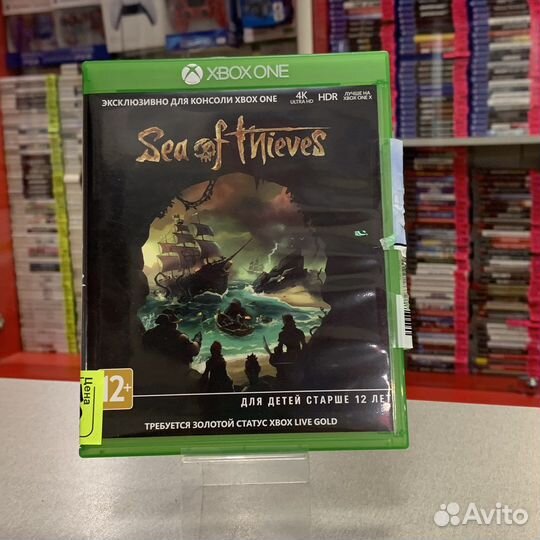 XBOX ONE
ЭКСКЛЮЗИВНО ДЛЯ КОНСОЛИ XBOX ONE
4K
ULTRA HD
HDR
ЛУЧШЕ НА
XBOX ONE X
Sea of Thieves
12+
Цена
ДЛЯ ДЕТЕЙ СТАРШЕ 12 ЛЕТ
ТРЕБУЕТСЯ ЗОЛОТОЙ СТАТУС XBOX LIVE GOLD
Avito